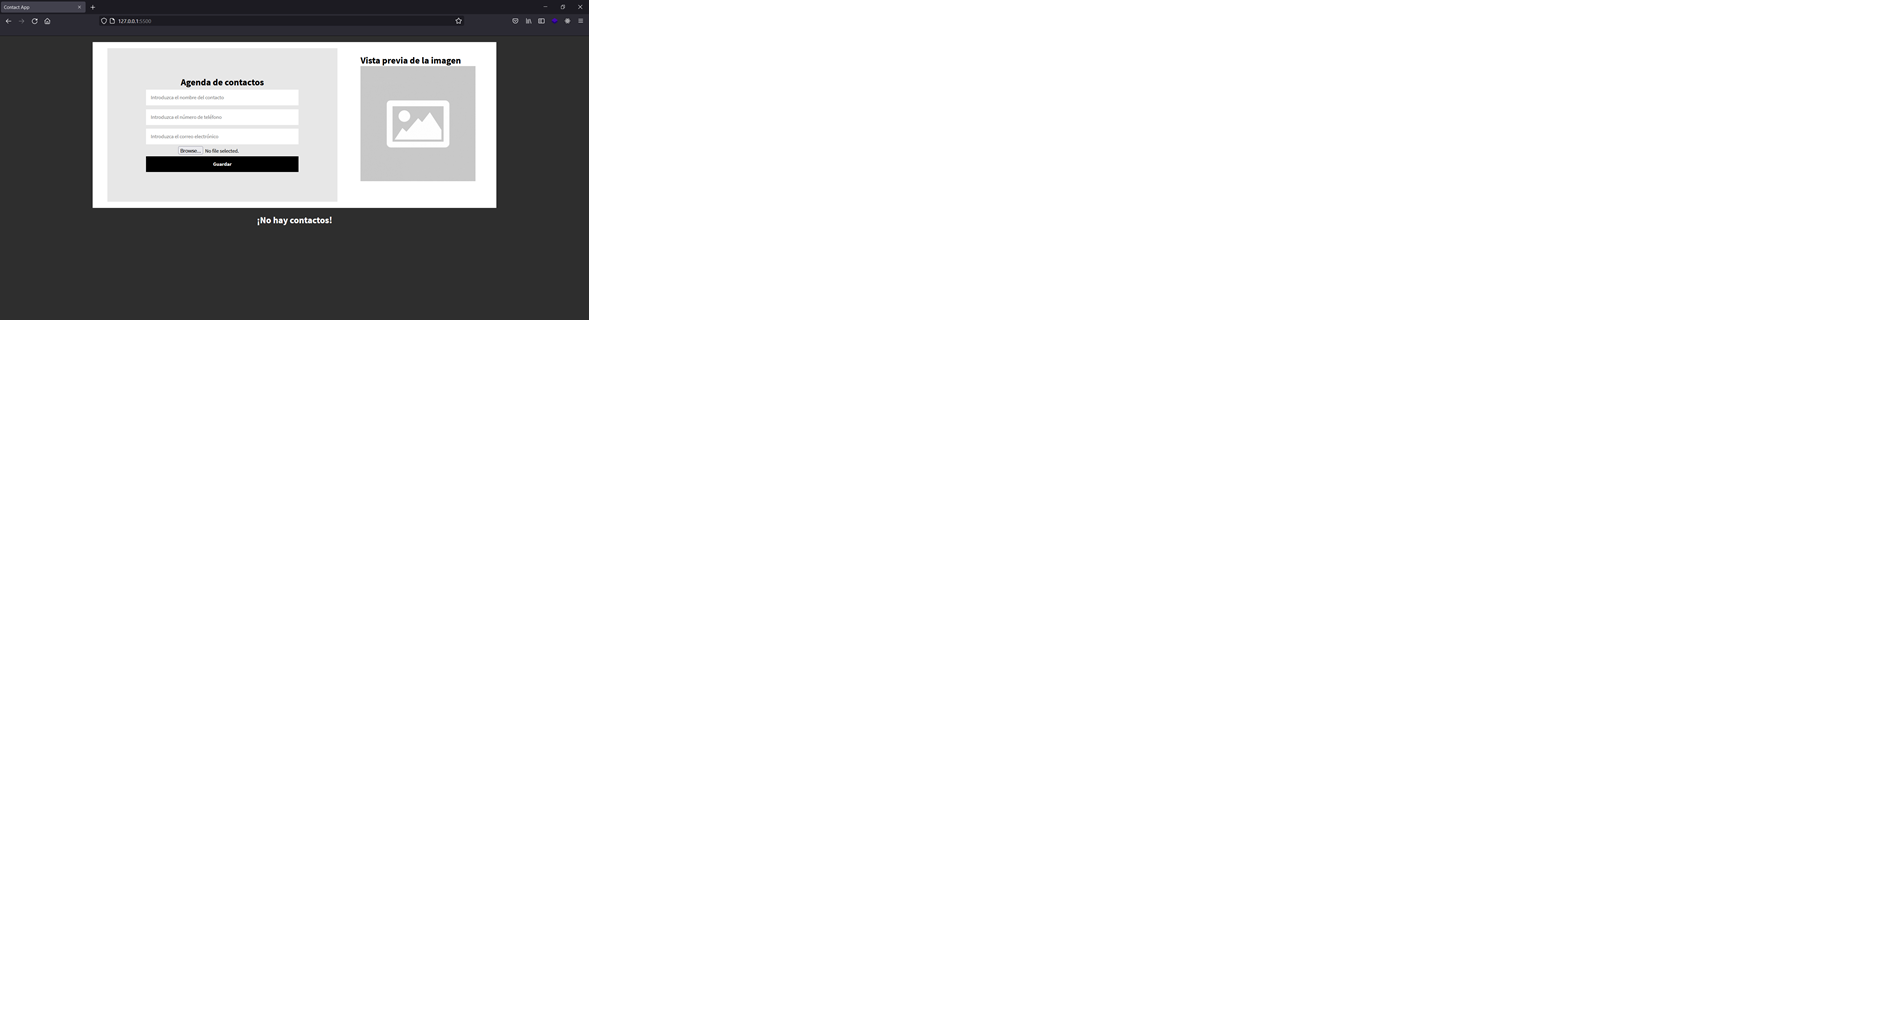 Contact App
127.0.0.1:5500
Agenda de contactos
Introduzca el nombre del contacto
Introduzca el número de teléfono
Introduzca el correo electrónico
Browse... No file selected.
Guardar
Vista previa de la imagen
¡No hay contactos!